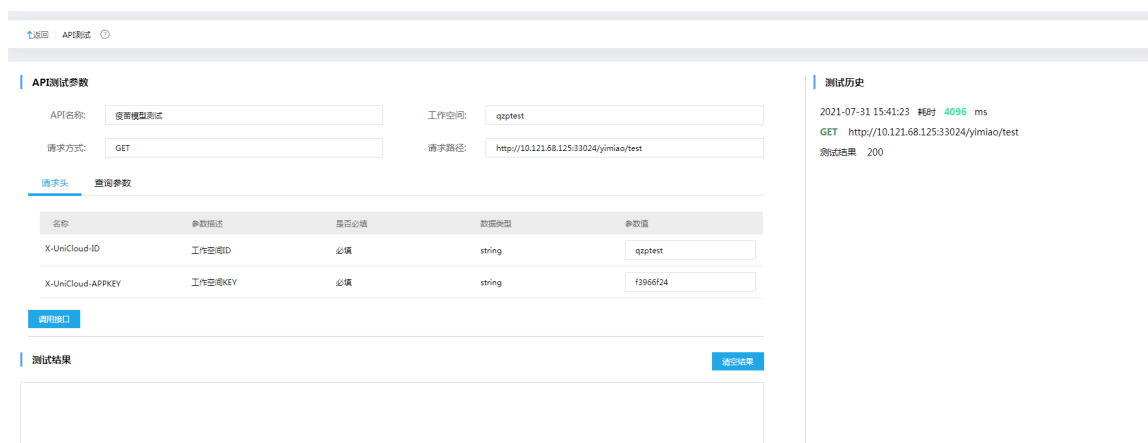 返回 API测试 ?
API测试参数
API名称: 疫苗模型测试 工作空间: qzptest
请求方式: GET 请求路径: http://10.121.68.125:33024/yimiao/test
请求头 查询参数
名称 参数描述 是否必填 数据类型 参数值
X-UniCloud-ID 工作空间ID 必填 string qzptest
X-UniCloud-APPKEY 工作空间KEY 必填 string f3966f24
调用接口
测试结果 清空结果
测试历史
2021-07-31 15:41:23 耗时 4096 ms
GET http://10.121.68.125:33024/yimiao/test
测试结果 200